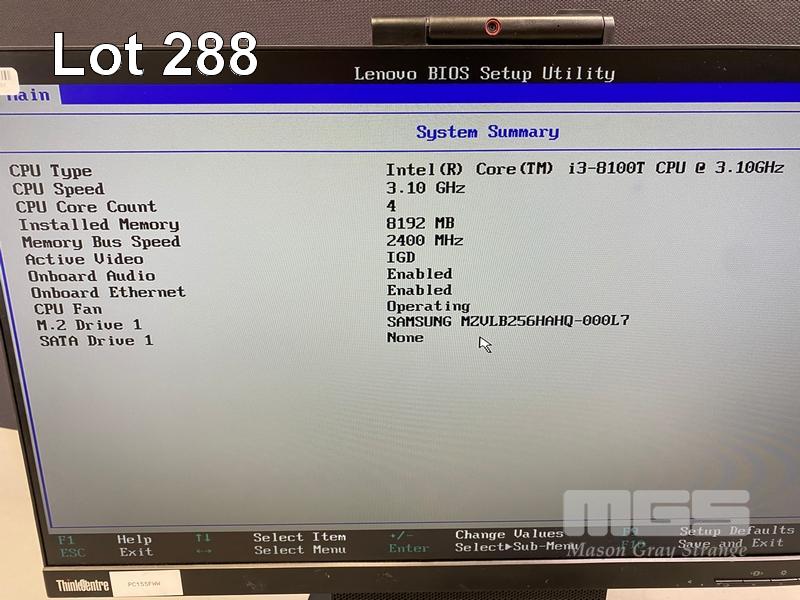 Lot 288
Lenovo BIOS Setup Utility
Main
System Summary
CPU Type Intel(R) Core(TM) i3-8100T CPU @ 3.10GHz
CPU Speed 3.10 GHz
CPU Core Count 4
Installed Memory 8192 MB
Memory Bus Speed 2400 MHz
Active Video IGD
Onboard Audio Enabled
Onboard Ethernet Enabled
CPU Fan Operating
M.2 Drive 1 SAMSUNG MZVLB256HAHQ-000L7
SATA Drive 1 None
F1 Help ↑↓ Select Item +/- Change Values F9 Setup Defaults
ESC Exit ↔ Select Menu Enter Select▶Sub-Menu F10 Save and Exit
MGS
Mason Gray Strange
ThinkCentre PC155FWW